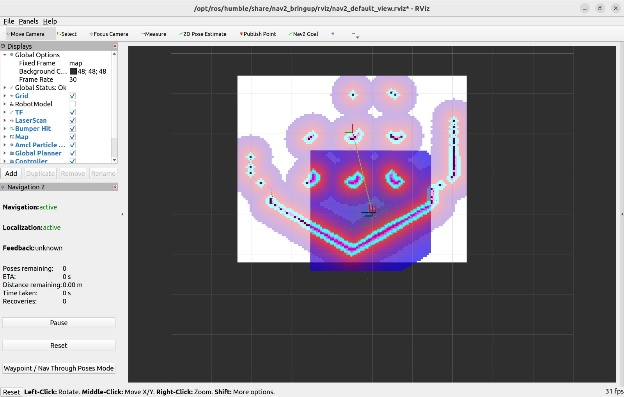 /opt/ros/humble/share/nav2_bringup/rviz/nav2_default_view.rviz* - RViz
File Panels Help
Move Camera Select Focus Camera Measure 2D Pose Estimate Publish Point Nav2 Goal
Displays
Global Options
Fixed Frame map
Background C... 48; 48; 48
Frame Rate 30
Global Status: Ok
Grid
RobotModel
TF
LaserScan
Bumper Hit
Map
Amcl Particle ...
Global Planner
Controller
Add Duplicate Remove Rename
Navigation 2
Navigation: active
Localization: active
Feedback: unknown
Poses remaining: 0
ETA: 0 s
Distance remaining: 0.00 m
Time taken: 0 s
Recoveries: 0
Pause
Reset
Waypoint / Nav Through Poses Mode
Reset Left-Click: Rotate. Middle-Click: Move X/Y. Right-Click: Zoom. Shift: More options. 31 fps